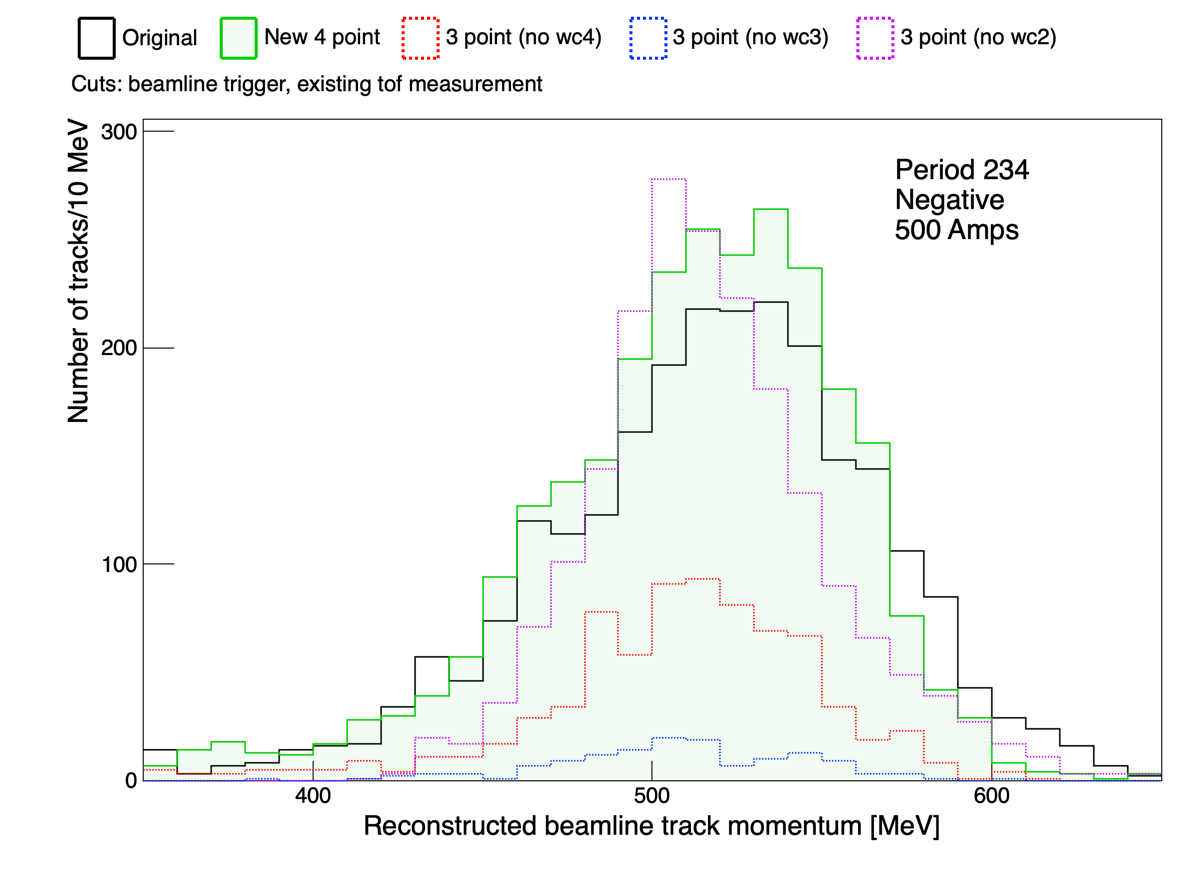 Original New 4 point 3 point (no wc4) 3 point (no wc3) 3 point (no wc2)
Cuts: beamline trigger, existing tof measurement
Number of tracks/10 MeV
300
200
100
0
Period 234
Negative
500 Amps
400 500 600
Reconstructed beamline track momentum [MeV]